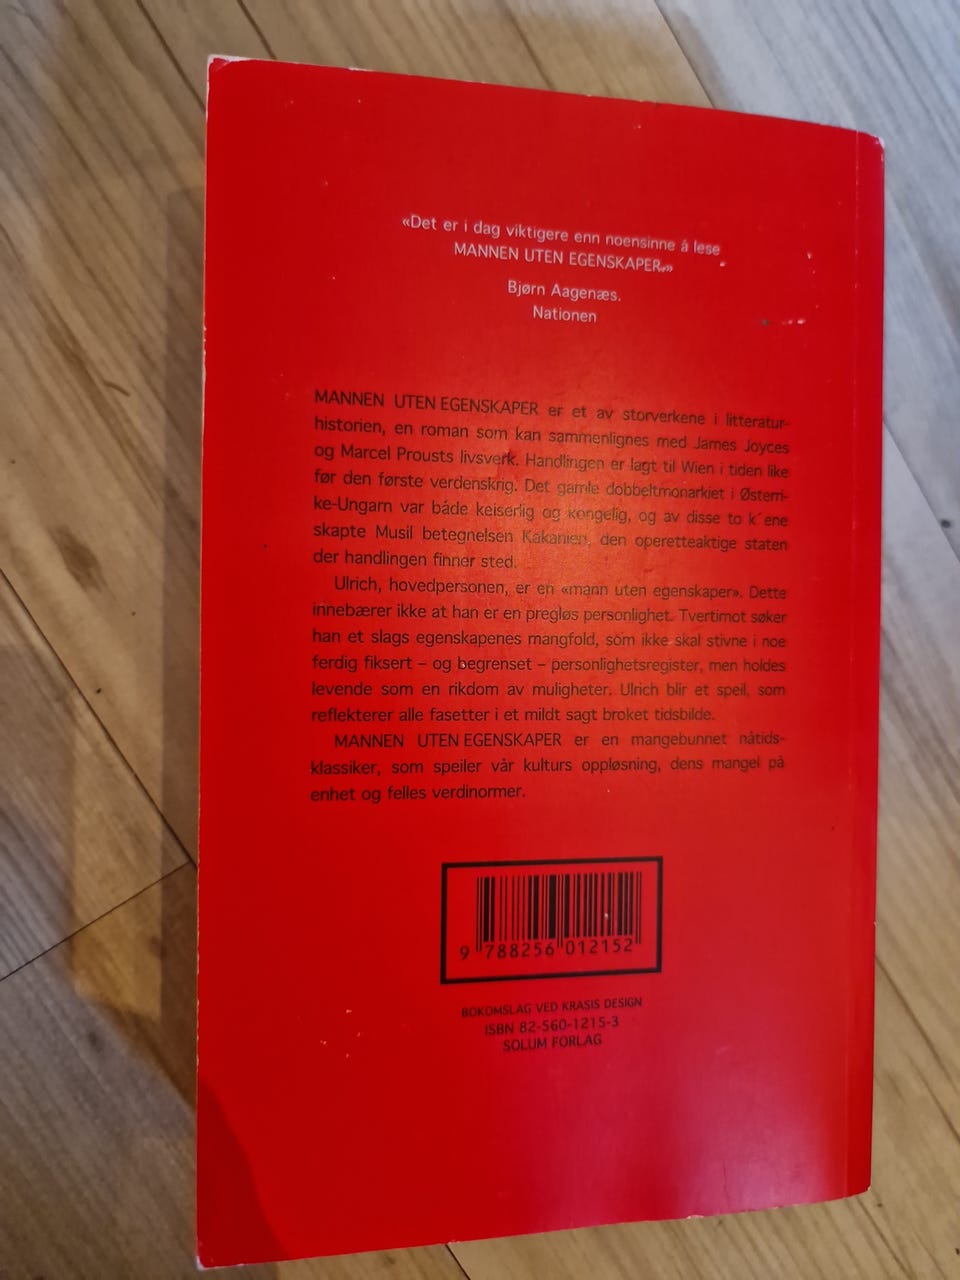 «Det er i dag viktigere enn noensinne å lese
MANNEN UTEN EGENSKAPER.»
Bjørn Aagenæs.
Nationen
MANNEN UTEN EGENSKAPER er et av storverkene i litteratur-
historien, en roman som kan sammenlignes med James Joyces
og Marcel Prousts livsverk. Handlingen er lagt til Wien i tiden like
før den første verdenskrig. Det gamle dobbeltmonarkiet i Østerri-
ke-Ungarn var både keiserlig og kongelig, og av disse to k´ene
skapte Musil betegnelsen Kakanien, den operetteaktige staten
der handlingen finner sted.
Ulrich, hovedpersonen, er en «mann uten egenskaper». Dette
innebærer ikke at han er en pregløs personlighet. Tvertimot søker
han et slags egenskapenes mangfold, som ikke skal stivne i noe
ferdig fiksert – og begrenset – personlighetsregister, men holdes
levende som en rikdom av muligheter. Ulrich blir et speil, som
reflekterer alle fasetter i et mildt sagt broket tidsbilde.
MANNEN UTEN EGENSKAPER er en mangebunnet nåtids-
klassiker, som speiler vår kulturs oppløsning, dens mangel på
enhet og felles verdinormer.
9 788256 012152
BOKOMSLAG VED KRASIS DESIGN
ISBN 82-560-1215-3
SOLUM FORLAG